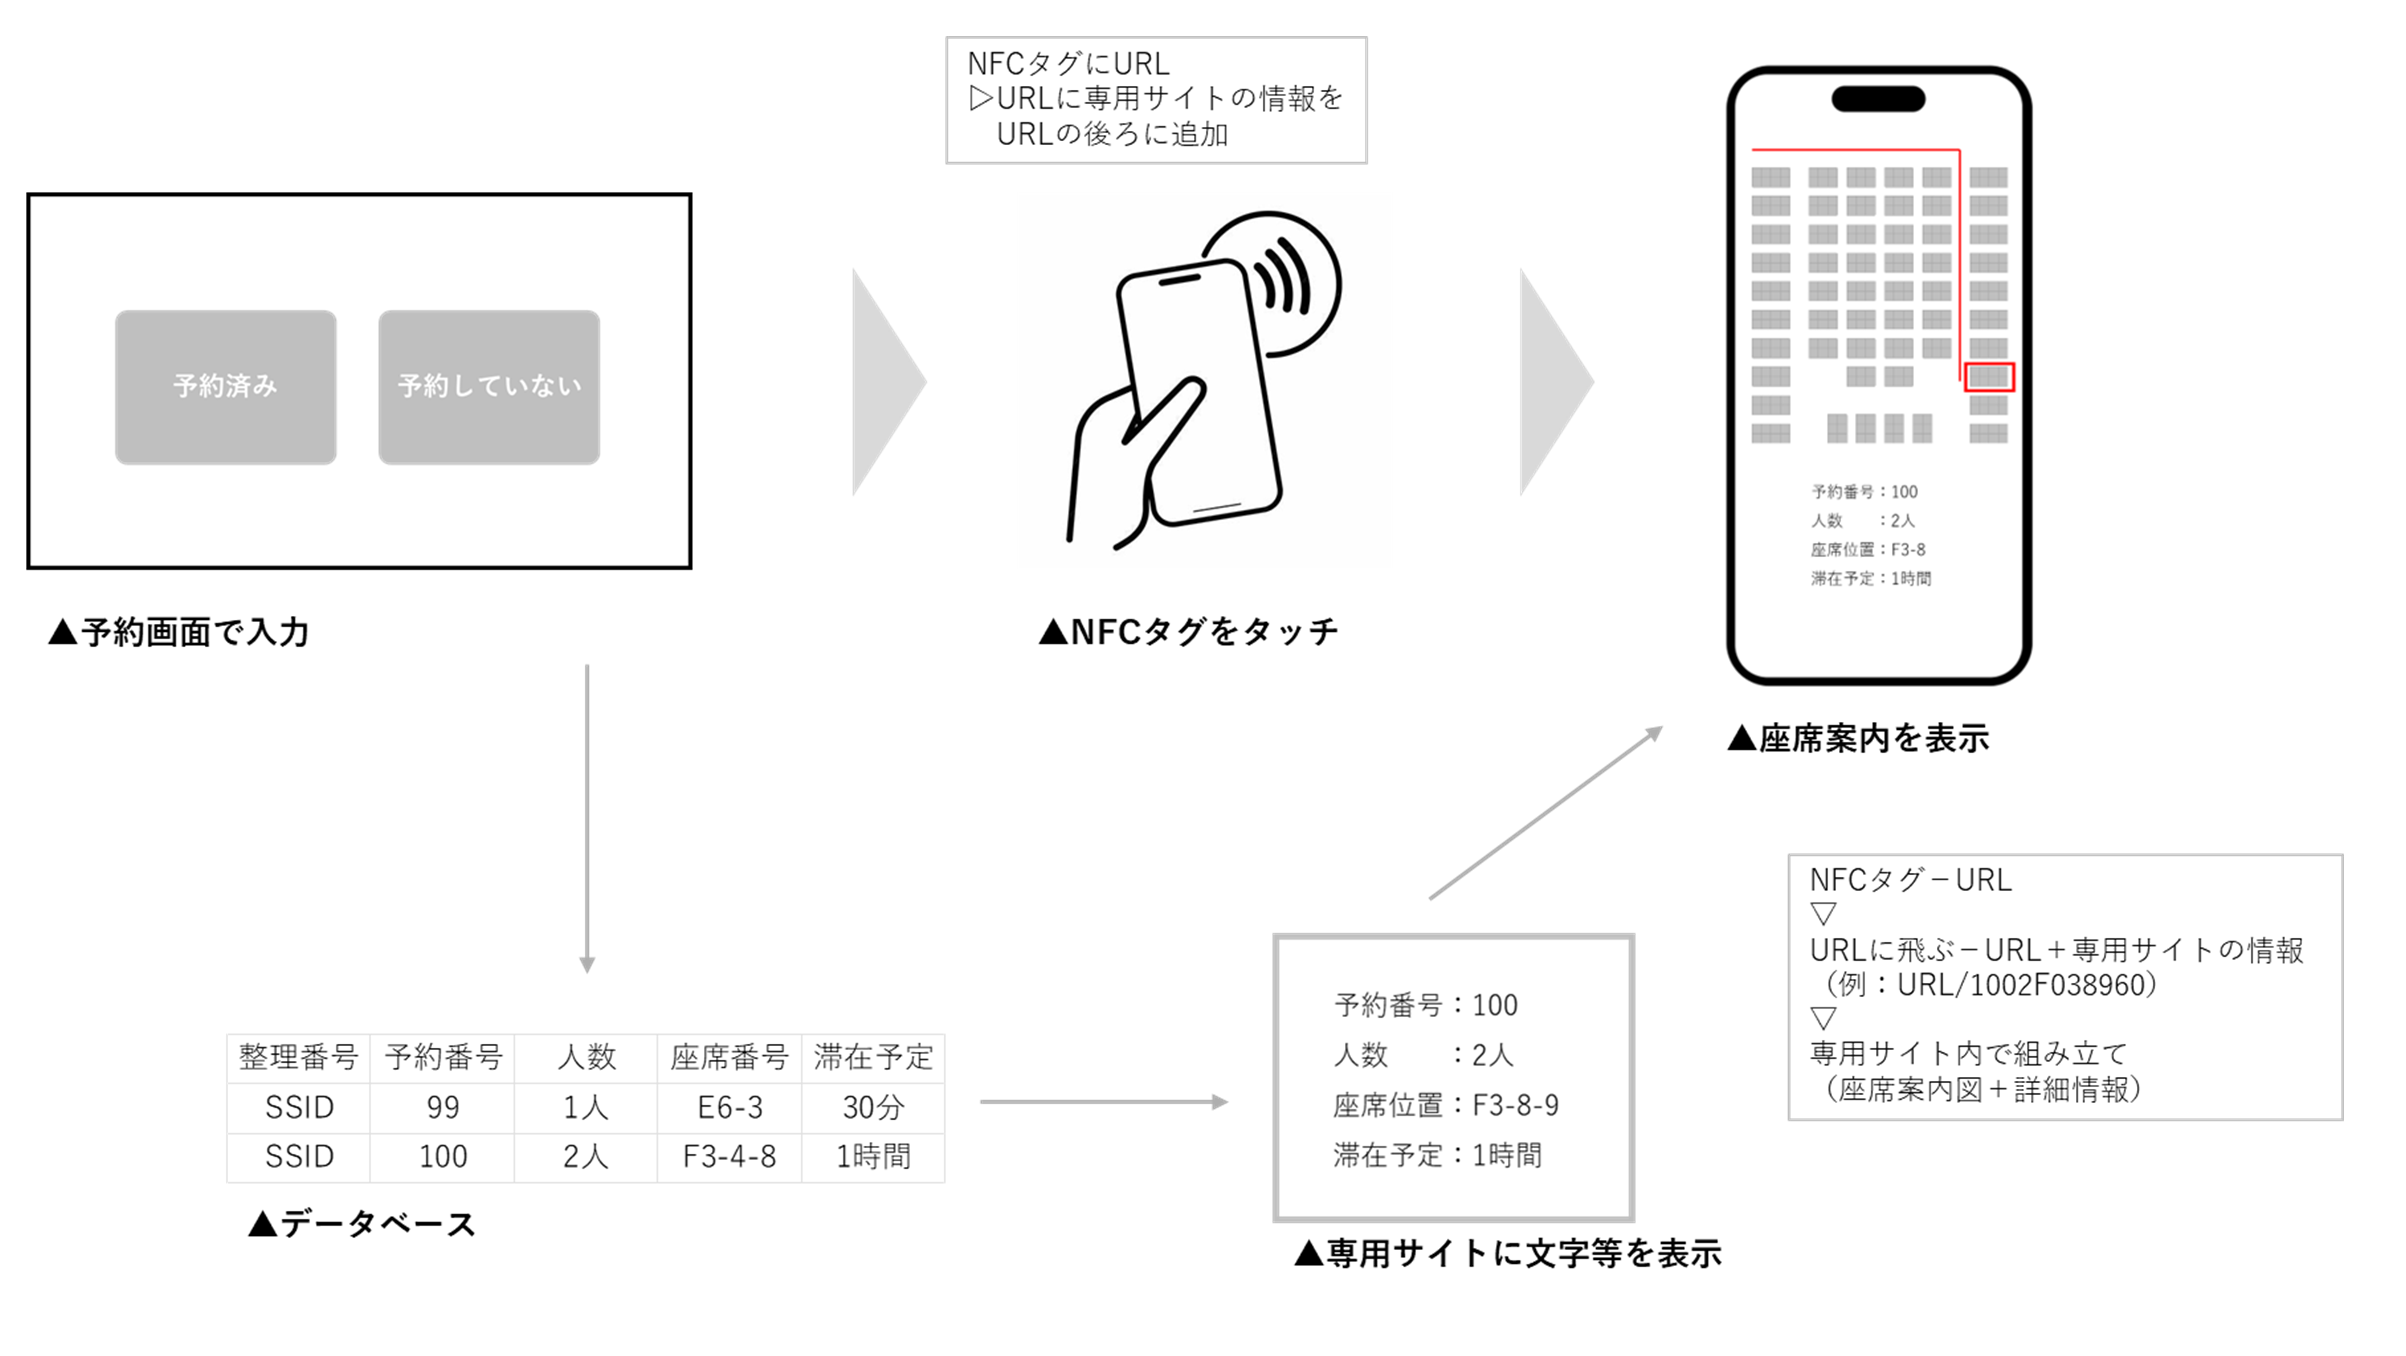 NFCタグにURL
▷URLに専用サイトの情報を
URLの後ろに追加
予約済み
予約していない
▲予約画面で入力
▲NFCタグをタッチ
予約番号：100
人数　　：2人
座席位置：F3-8
滞在予定：1時間
▲座席案内を表示
整理番号 予約番号 人数 座席番号 滞在予定
SSID 99 1人 E6-3 30分
SSID 100 2人 F3-4-8 1時間
▲データベース
予約番号：100
人数　　：2人
座席位置：F3-8-9
滞在予定：1時間
▲専用サイトに文字等を表示
NFCタグ－URL
▽
URLに飛ぶ－URL＋専用サイトの情報
（例：URL/1002F038960）
▽
専用サイト内で組み立て
（座席案内図＋詳細情報）